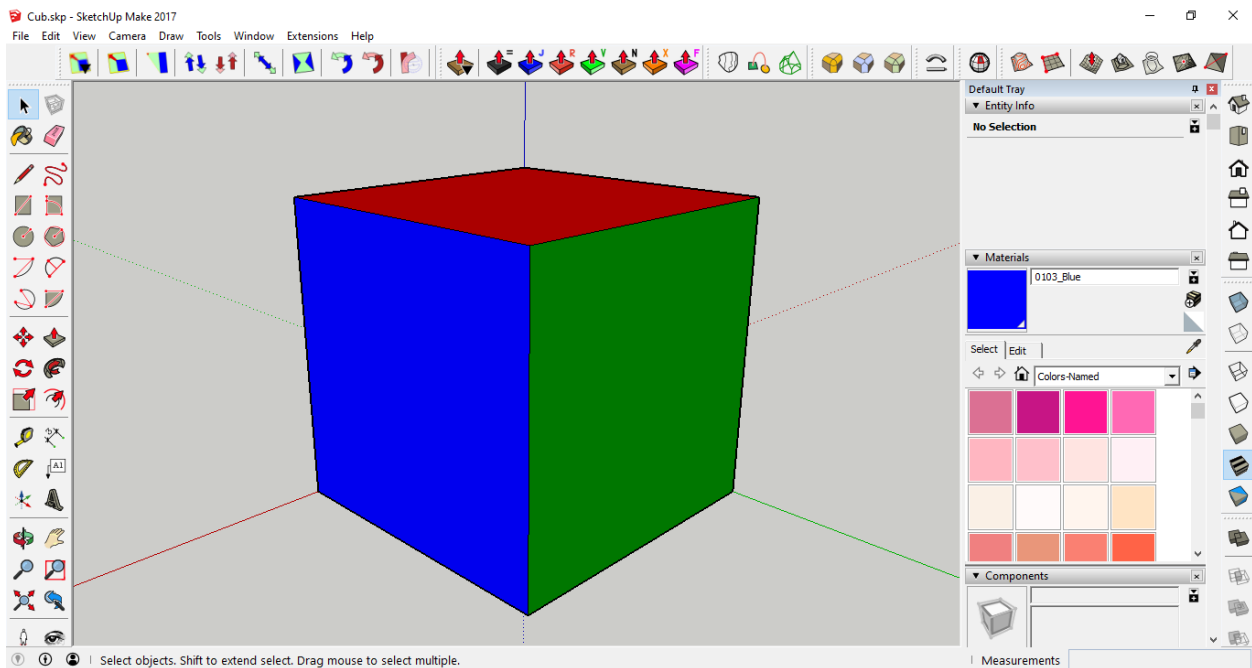 Cub.skp - SketchUp Make 2017
File Edit View Camera Draw Tools Window Extensions Help
= J R V N X F
Default Tray
Entity Info
No Selection
Materials
0103_Blue
Select Edit
Colors-Named
A1
Components
Select objects. Shift to extend select. Drag mouse to select multiple.
Measurements